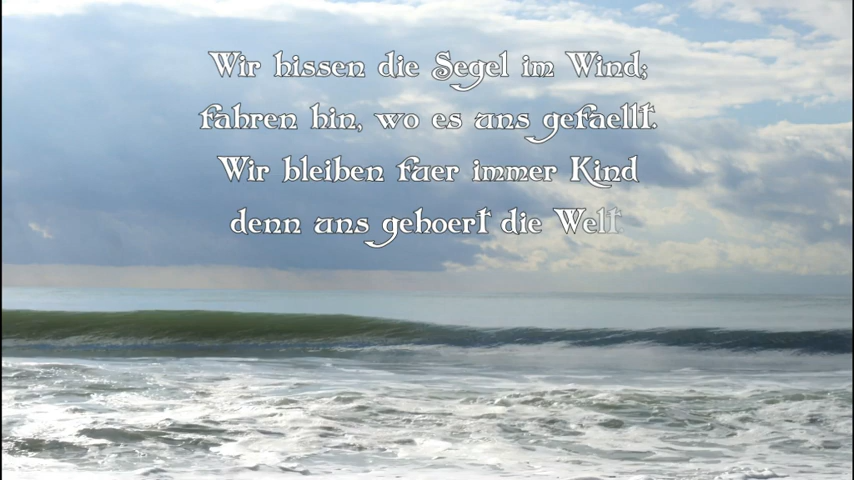 Wir hissen die Segel im Wind;
fahren hin, wo es uns gefaellt.
Wir bleiben fuer immer Kind
denn uns gehoert die Welt.